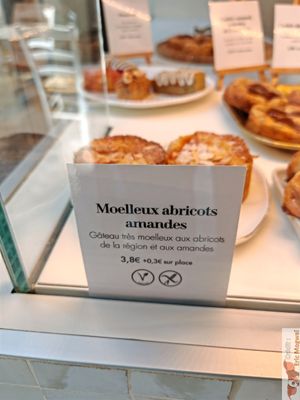 Moelleux abricots
amandes
Gâteau très moelleux aux abricots
de la région et aux amandes
3,8€ +0,3€ sur place